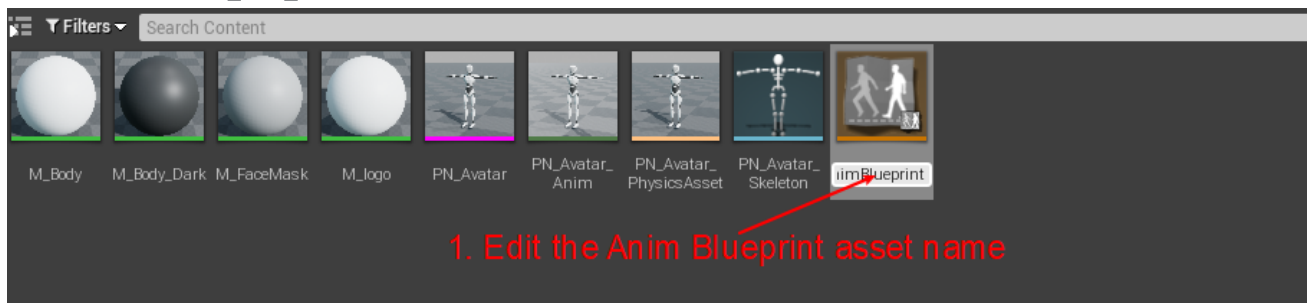 Filters
Search Content
M_Body
M_Body_Dark
M_FaceMask
M_logo
PN_Avatar
PN_Avatar_
Anim
PN_Avatar_
PhysicsAsset
PN_Avatar_
Skeleton
imBlueprint
1. Edit the Anim Blueprint asset name